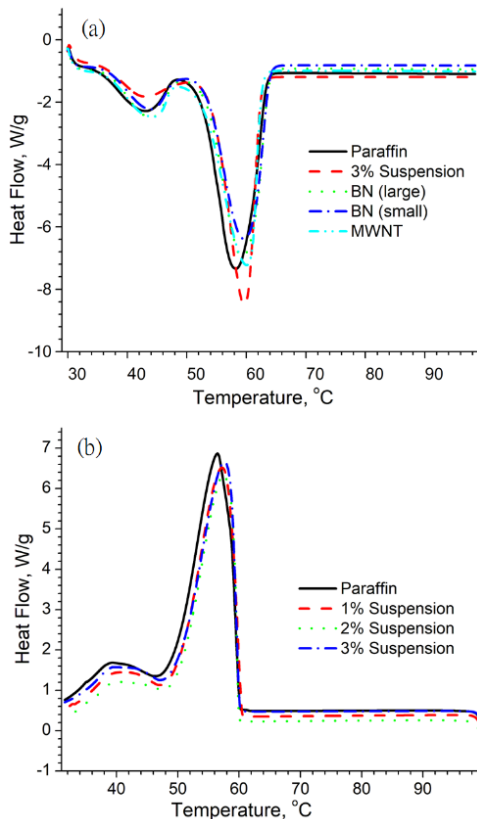 (a)
0
-2
-4
-6
-8
-10
Heat Flow, W/g
Paraffin
3% Suspension
BN (large)
BN (small)
MWNT
30 40 50 60 70 80 90
Temperature, °C
(b)
7
6
5
4
3
2
1
0
-1
Heat Flow, W/g
Paraffin
1% Suspension
2% Suspension
3% Suspension
40 50 60 70 80 90
Temperature, °C